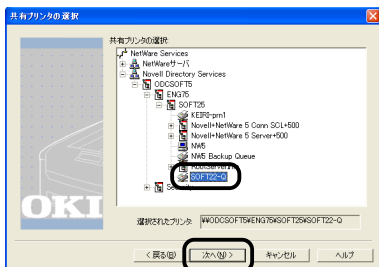 共有プリンタの選択
共有プリンタの選択:
NetWare Services
NetWareサーバ
Novell Directory Services
ODCSOFT5
ENG75
SOFT25
KEIRI-prn1
Novell+NetWare 5 Conn SCL+500
Novell+NetWare 5 Server+500
NW5
NW5 Backup Queue
SOFT22-Q
OKI
選択されたプリンタ: ¥¥ODCSOFT5¥ENG75¥SOFT25¥SOFT22-Q
< 戻る(B)
次へ(N) >
キャンセル
ヘルプ